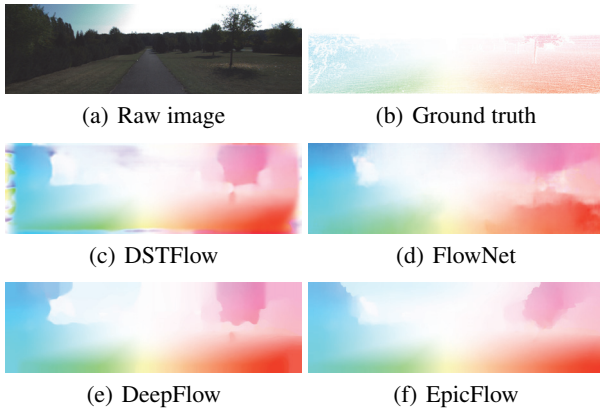 (a) Raw image
(b) Ground truth
(c) DSTFlow
(d) FlowNet
(e) DeepFlow
(f) EpicFlow